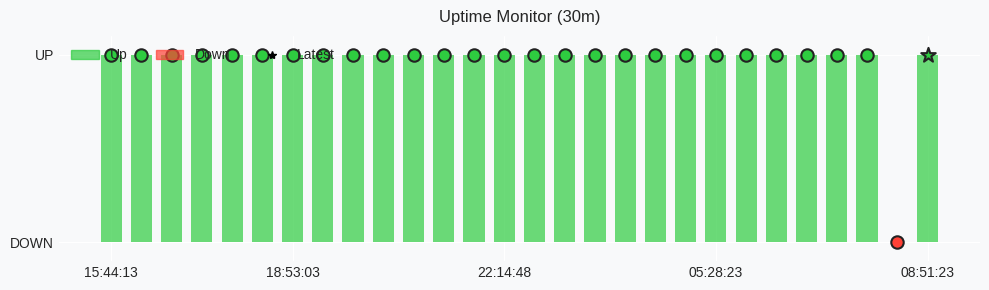 Uptime Monitor (30m)
UP
Up Down Latest
DOWN
15:44:13 18:53:03 22:14:48 05:28:23 08:51:23